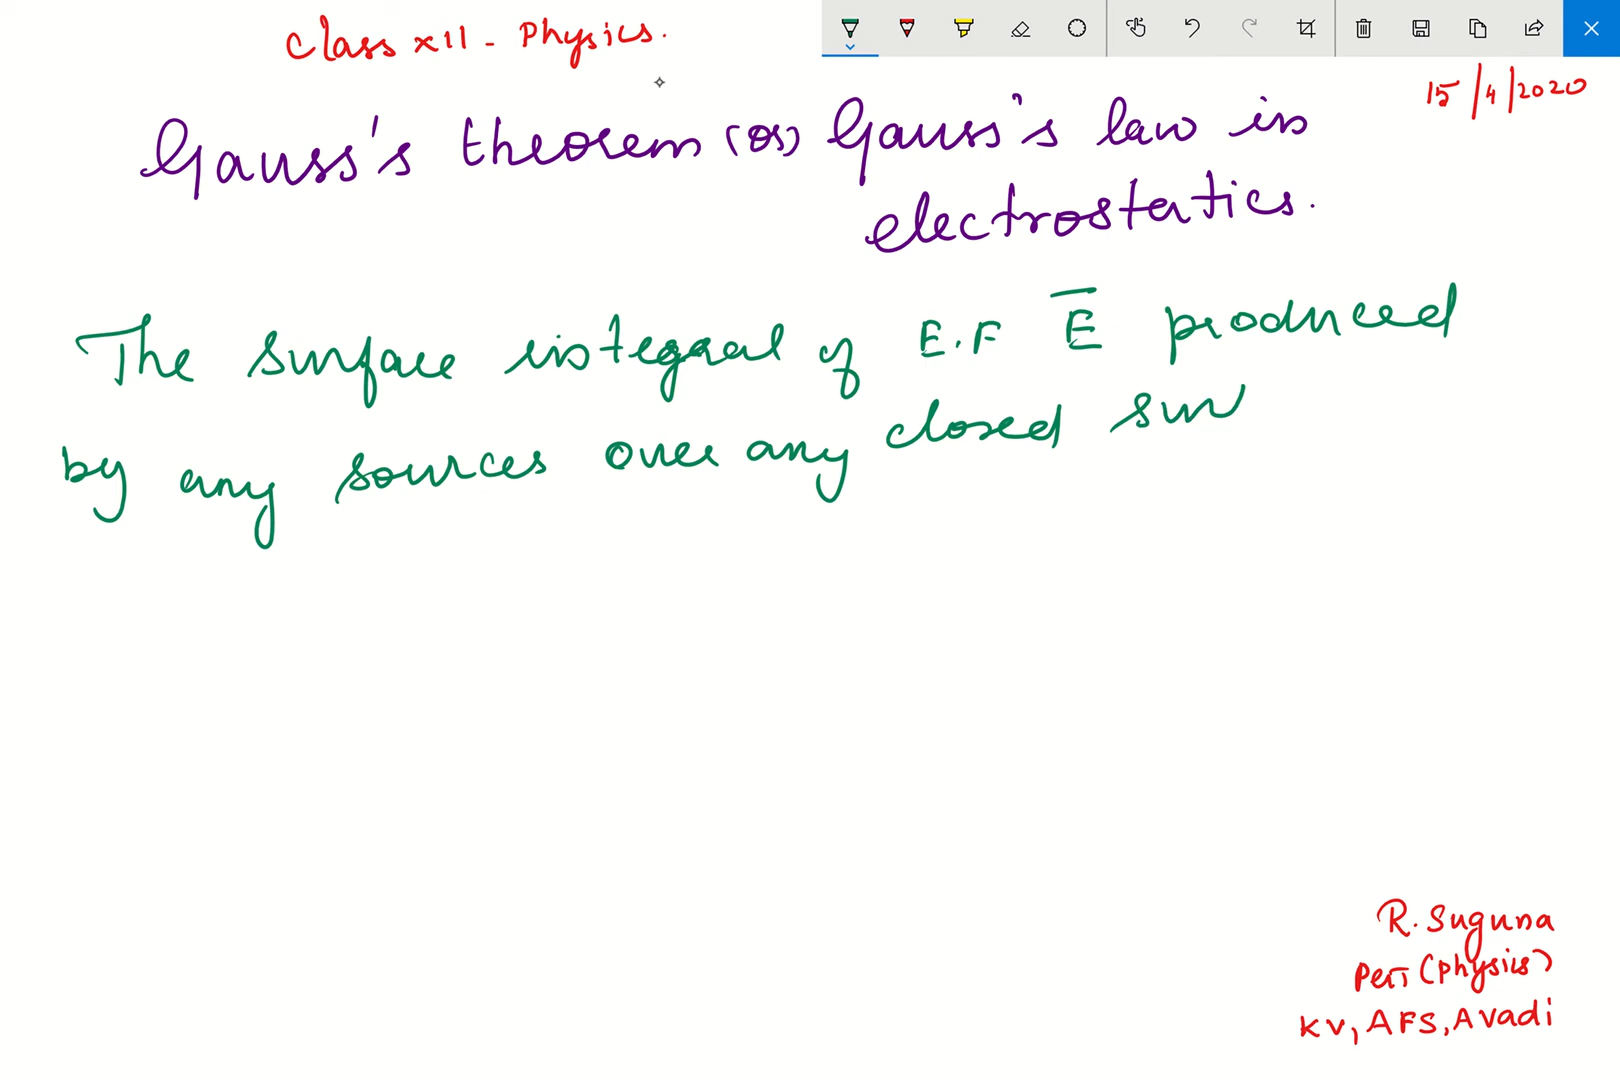 Class XII - Physics.
15/4/2020
Gauss's theorem (or) Gauss's law in
electrostatics.
The surface integral of E.F E̅ produced
by any sources over any closed sur
R. Suguna
PGT (Physics)
KV, AFS, Avadi